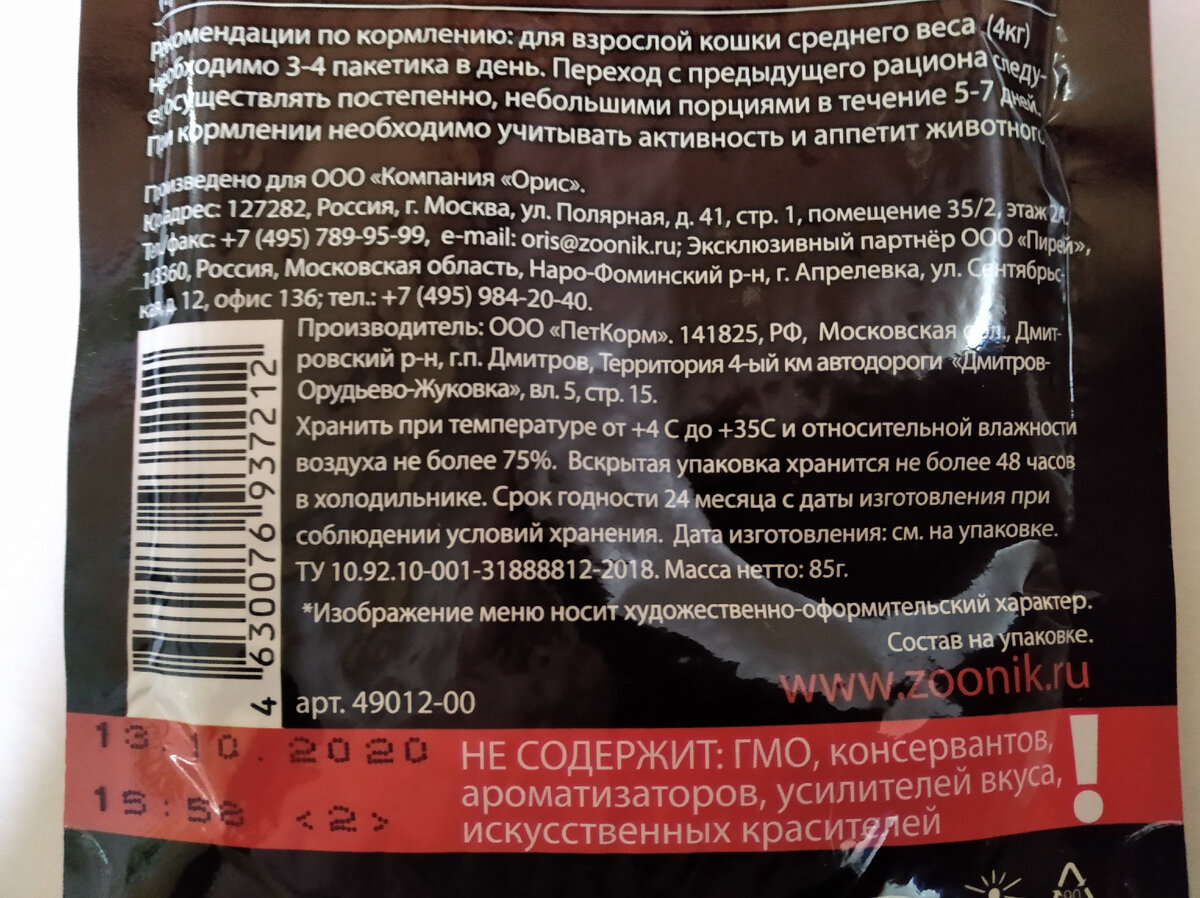 Рекомендации по кормлению: для взрослой кошки среднего веса (4кг)
необходимо 3-4 пакетика в день. Переход с предыдущего рациона следу-
ет осуществлять постепенно, небольшими порциями в течение 5-7 дней.
При кормлении необходимо учитывать активность и аппетит животного.
Произведено для ООО «Компания «Орис».
Юр.адрес: 127282, Россия, г. Москва, ул. Полярная, д. 41, стр. 1, помещение 35/2, этаж 2А.
Тел./факс: +7 (495) 789-95-99, e-mail: oris@zoonik.ru; Эксклюзивный партнёр ООО «Пирей»,
143360, Россия, Московская область, Наро-Фоминский р-н, г. Апрелевка, ул. Сентябрьс-
кая д. 12, офис 136; тел.: +7 (495) 984-20-40.
Производитель: ООО «ПетКорм». 141825, РФ, Московская обл., Дмит-
ровский р-н, г.п. Дмитров, Территория 4-ый км автодороги «Дмитров-
Орудьево-Жуковка», вл. 5, стр. 15.
Хранить при температуре от +4 С до +35С и относительной влажности
воздуха не более 75%. Вскрытая упаковка хранится не более 48 часов
в холодильнике. Срок годности 24 месяца с даты изготовления при
соблюдении условий хранения. Дата изготовления: см. на упаковке.
ТУ 10.92.10-001-31888812-2018. Масса нетто: 85г.
*Изображение меню носит художественно-оформительский характер.
Состав на упаковке.
www.zoonik.ru
4 630076 937212
арт. 49012-00
13.10.2020
15:58 <2>
НЕ СОДЕРЖИТ: ГМО, консервантов,
ароматизаторов, усилителей вкуса,
искусственных красителей
!